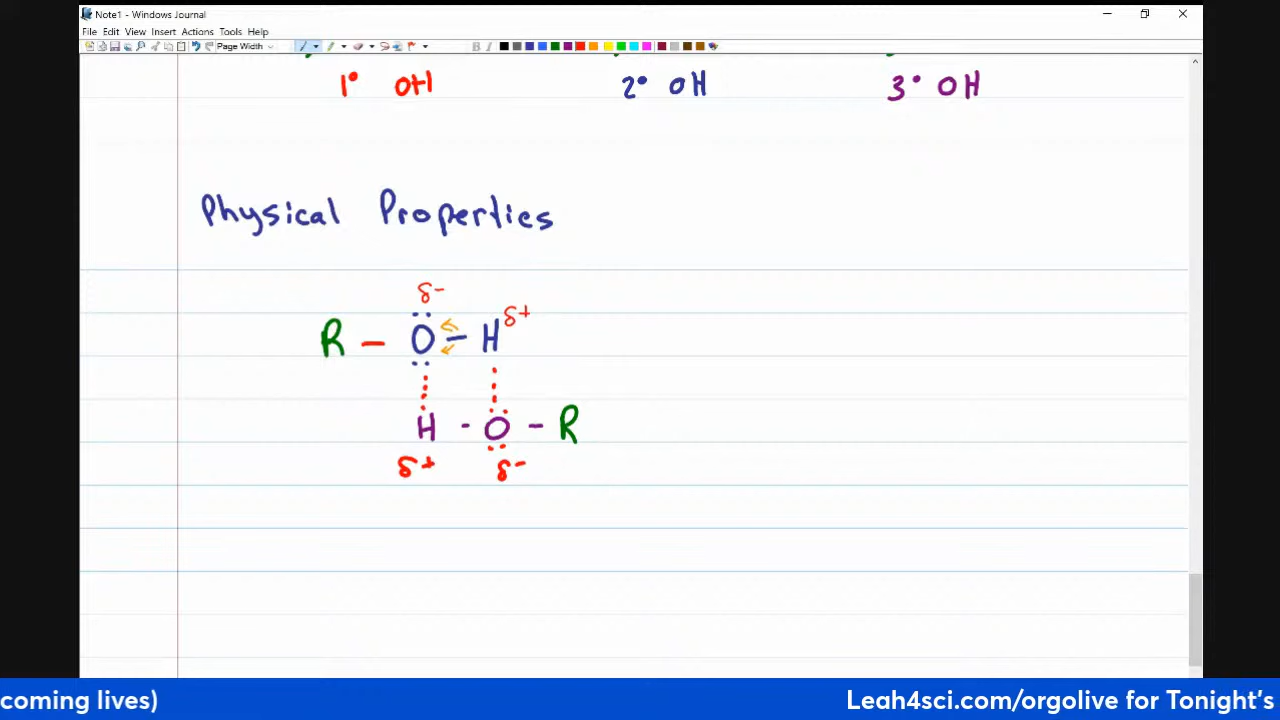 Note1 - Windows Journal
File Edit View Insert Actions Tools Help
Page Width
B I
1° OH 2° OH 3° OH
Physical Properties
δ-
R - O - H δ+
H - O - R
δ+ δ-
coming lives) Leah4sci.com/orgolive for Tonight's